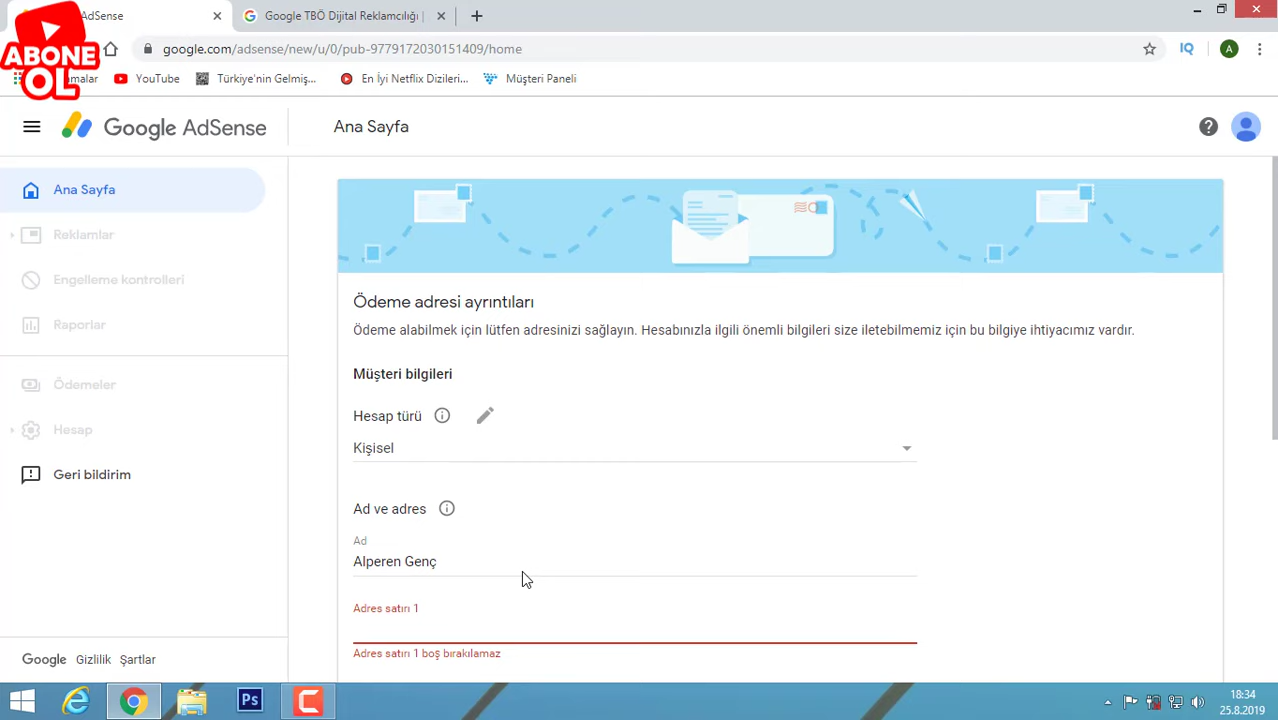 AdSense
Google TBÖ Dijital Reklamcılığı
ABONE
OL
google.com/adsense/new/u/0/pub-9779172030151409/home
IQ
A
YouTube
Türkiye'nin Gelmiş...
En İyi Netflix Dizileri...
Müşteri Paneli
Google AdSense
Ana Sayfa
Ana Sayfa
Reklamlar
Engelleme kontrolleri
Raporlar
Ödemeler
Hesap
Geri bildirim
Ödeme adresi ayrıntıları
Ödeme alabilmek için lütfen adresinizi sağlayın. Hesabınızla ilgili önemli bilgileri size iletebilmemiz için bu bilgiye ihtiyacımız vardır.
Müşteri bilgileri
Hesap türü
Kişisel
Ad ve adres
Ad
Alperen Genç
Adres satırı 1
Adres satırı 1 boş bırakılamaz
Google Gizlilik Şartlar
Ps
18:34
25.8.2019